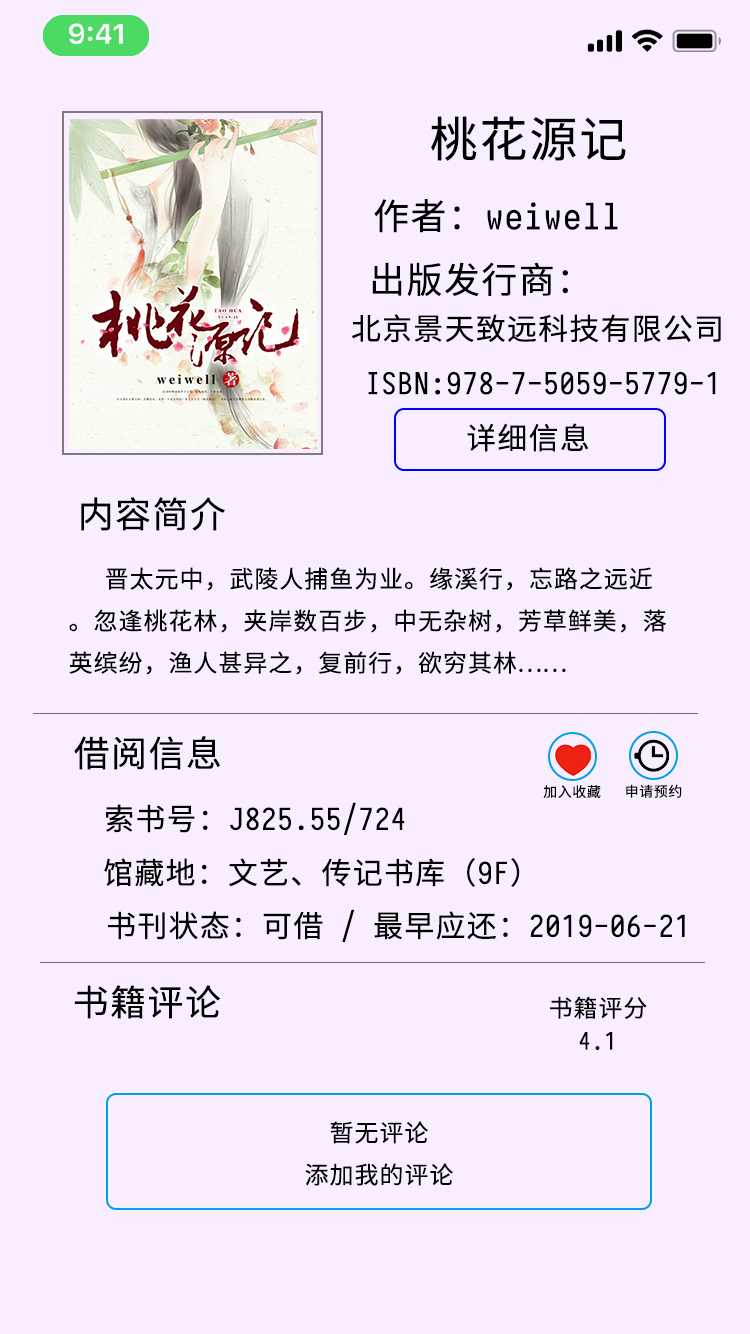 9:41
桃花源记
TAO HUA
YUAN JI
weiwell 著
桃花源记
作者：weiwell
出版发行商：
北京景天致远科技有限公司
ISBN:978-7-5059-5779-1
详细信息
内容简介
晋太元中，武陵人捕鱼为业。缘溪行，忘路之远近
。忽逢桃花林，夹岸数百步，中无杂树，芳草鲜美，落
英缤纷，渔人甚异之，复前行，欲穷其林……
借阅信息
加入收藏
申请预约
索书号：J825.55/724
馆藏地：文艺、传记书库（9F）
书刊状态：可借 / 最早应还：2019-06-21
书籍评论
书籍评分
4.1
暂无评论
添加我的评论